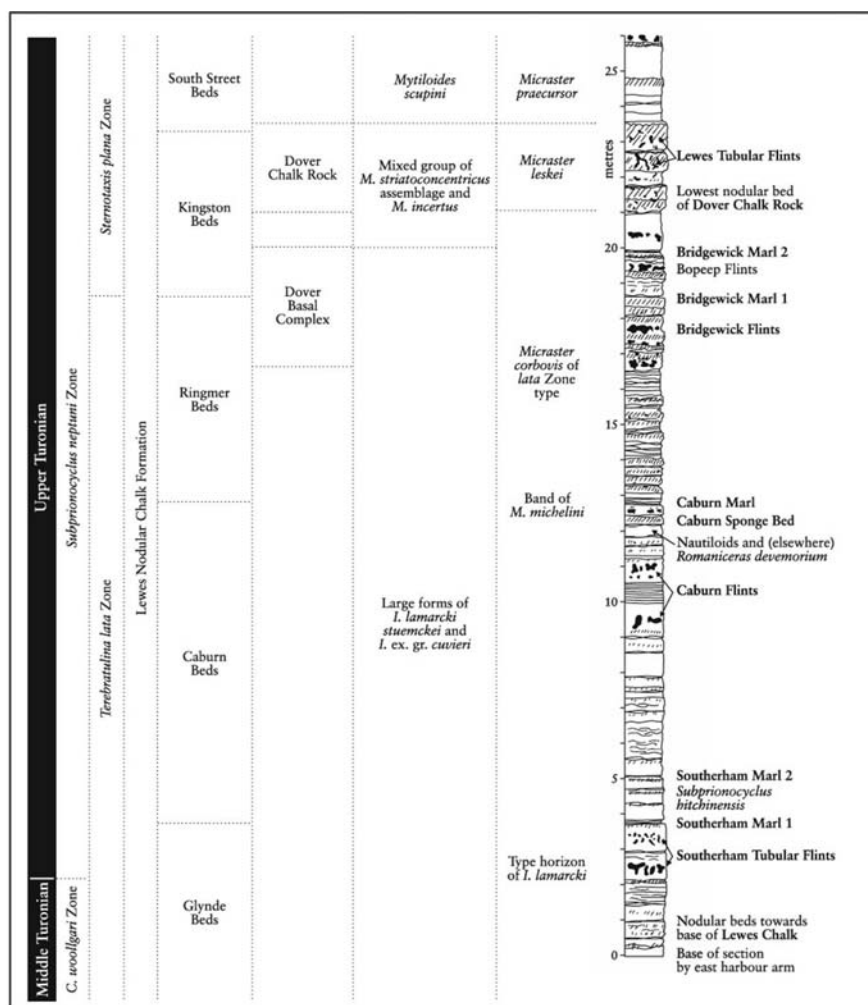 Upper Turonian
Middle Turonian
Subprionocyclus neptuni Zone
C. woollgari Zone
Sternotaxis plana Zone
Terebratulina lata Zone
Lewes Nodular Chalk Formation
South Street
Beds
Kingston
Beds
Ringmer
Beds
Caburn
Beds
Glynde
Beds
Dover
Chalk Rock
Dover
Basal
Complex
Mytiloides
scupini
Mixed group of
M. striatoconcentricus
assemblage and
M. incertus
Large forms of
I. lamarcki
stuemckei and
I. ex. gr. cuvieri
Micraster
praecursor
Micraster
leskei
Micraster
corbovis of
lata Zone
type
Band of
M. michelini
Type horizon
of I. lamarcki
metres
25
20
15
10
5
0
Lewes Tubular Flints
Lowest nodular bed
of Dover Chalk Rock
Bridgewick Marl 2
Bopeep Flints
Bridgewick Marl 1
Bridgewick Flints
Caburn Marl
Caburn Sponge Bed
Nautiloids and (elsewhere)
Romaniceras devemorium
Caburn Flints
Southerham Marl 2
Subprionocyclus
hitchinensis
Southerham Marl 1
Southerham Tubular Flints
Nodular beds towards
base of Lewes Chalk
Base of section
by east harbour arm